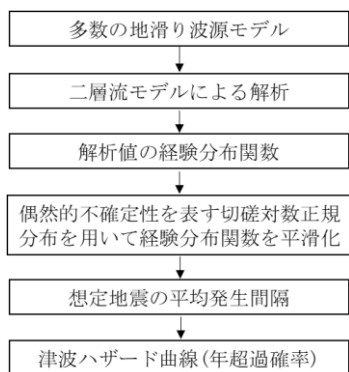 多数の地滑り波源モデル
二層流モデルによる解析
解析値の経験分布関数
偶然的不確定性を表す切磋対数正規
分布を用いて経験分布関数を平滑化
想定地震の平均発生間隔
津波ハザード曲線(年超過確率)